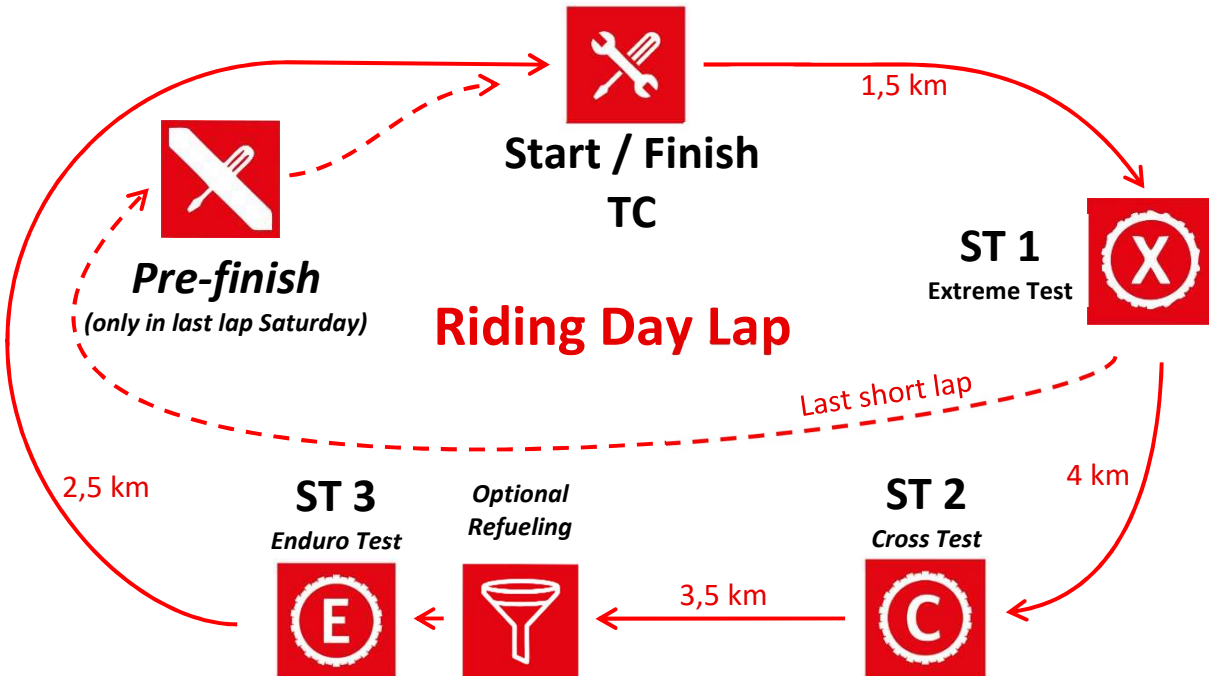 Start / Finish
TC
1,5 km
ST 1
Extreme Test
X
Pre-finish
(only in last lap Saturday)
Riding Day Lap
Last short lap
4 km
ST 2
Cross Test
C
3,5 km
Optional
Refueling
ST 3
Enduro Test
E
2,5 km